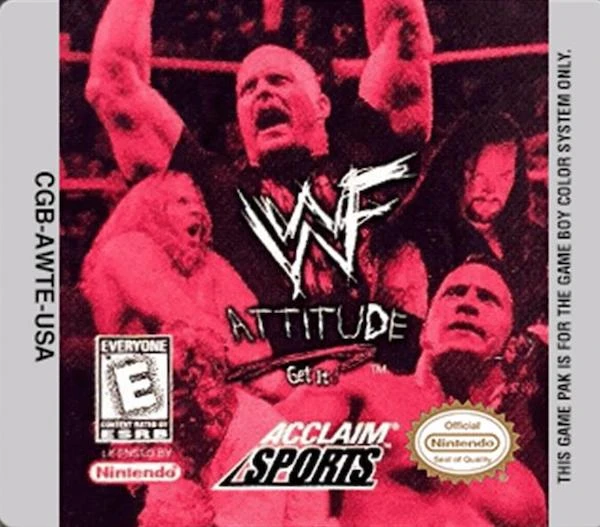 CGB-AWTE-USA
WF
ATTITUDE
Get It
TM
EVERYONE
E
CONTENT RATED BY
ESRB
LICENSED BY
Nintendo®
ACCLAIM®
SPORTS
Official
Nintendo
Seal of Quality
THIS GAME PAK IS FOR THE GAME BOY COLOR SYSTEM ONLY.